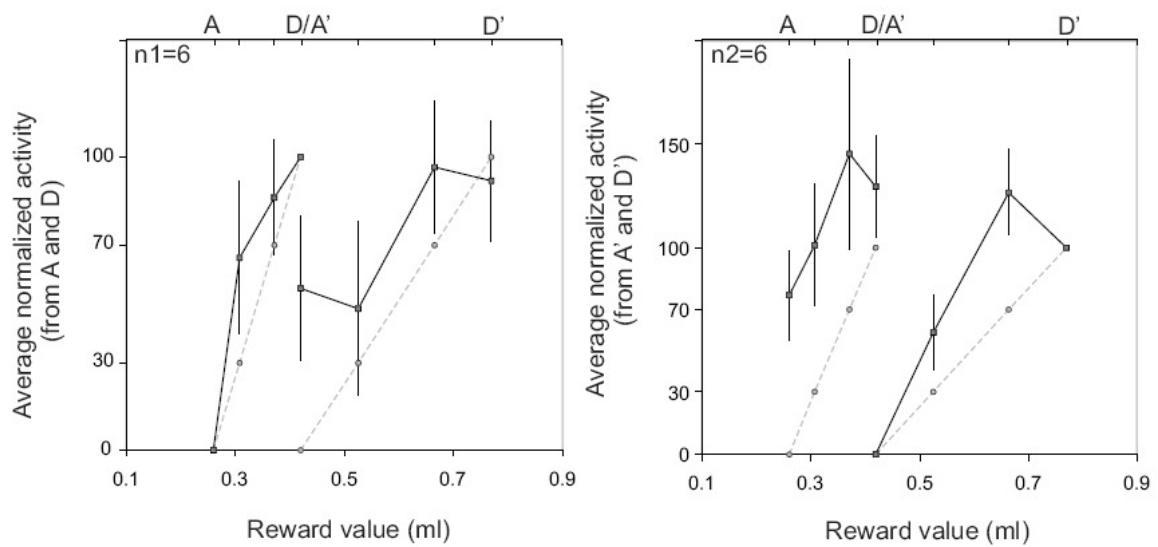 A D/A’ D’
n1=6
Average normalized activity
(from A and D)
100
70
30
0
0.1 0.3 0.5 0.7 0.9
Reward value (ml)
A D/A’ D’
n2=6
Average normalized activity
(from A’ and D’)
150
100
70
30
0
0.1 0.3 0.5 0.7 0.9
Reward value (ml)